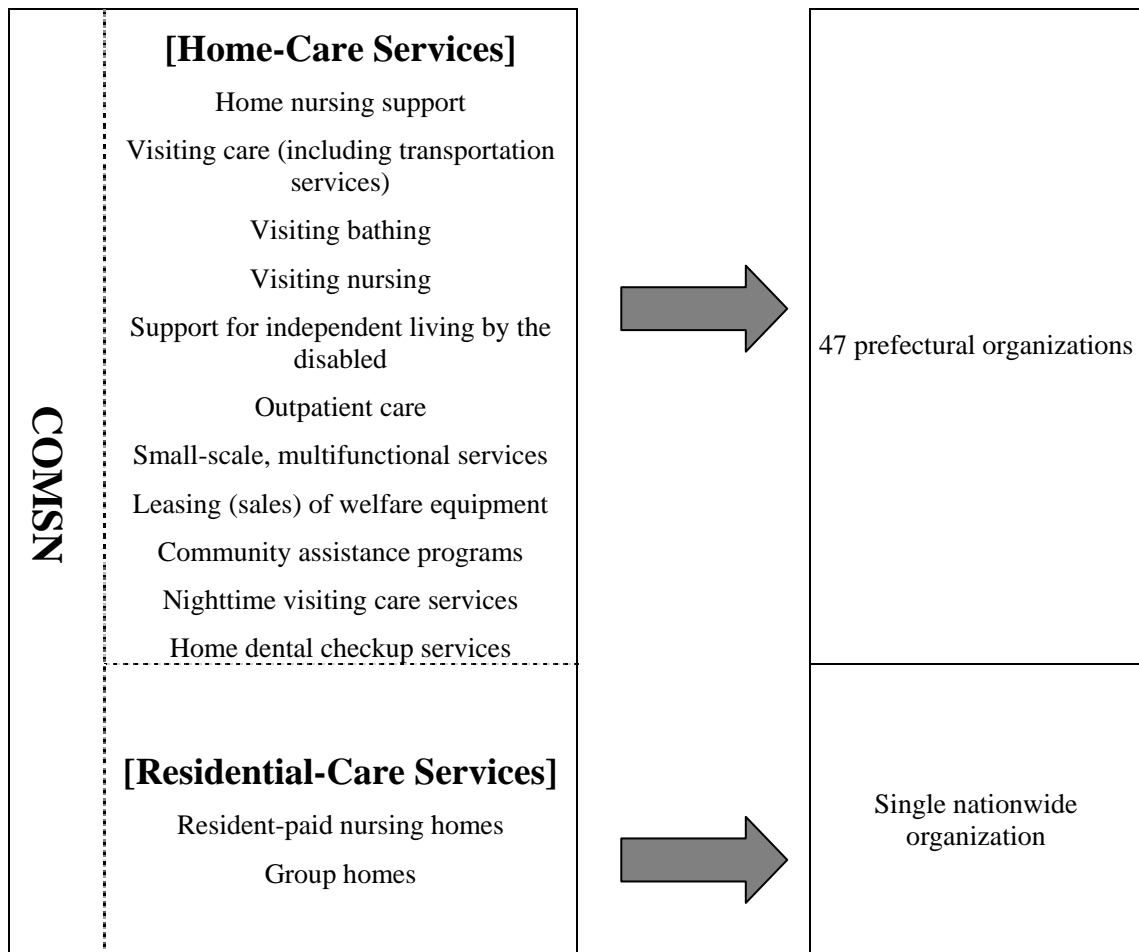 COMSN
[Home-Care Services]
Home nursing support
Visiting care (including transportation
services)
Visiting bathing
Visiting nursing
Support for independent living by the
disabled
Outpatient care
Small-scale, multifunctional services
Leasing (sales) of welfare equipment
Community assistance programs
Nighttime visiting care services
Home dental checkup services
47 prefectural organizations
[Residential-Care Services]
Resident-paid nursing homes
Group homes
Single nationwide
organization